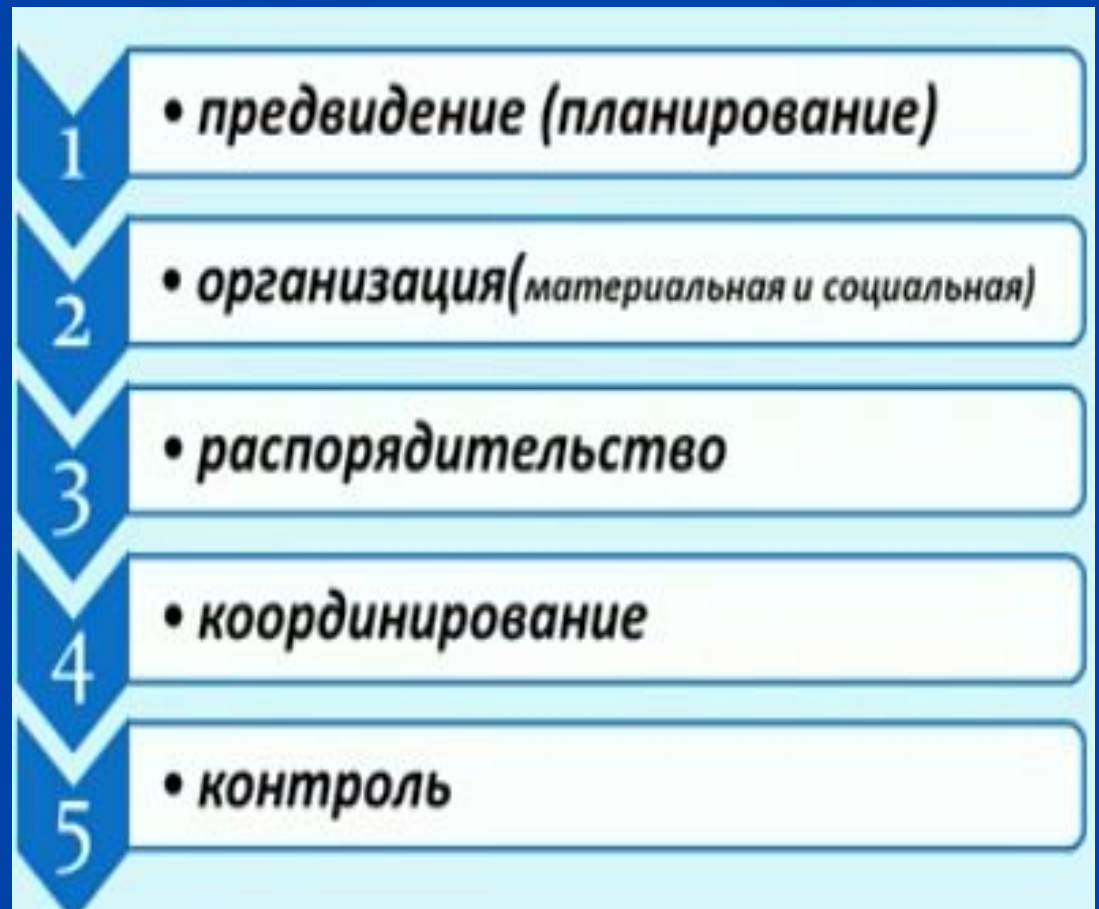 1
• предвидение (планирование)
2
• организация(материальная и социальная)
3
• распорядительство
4
• координирование
5
• контроль